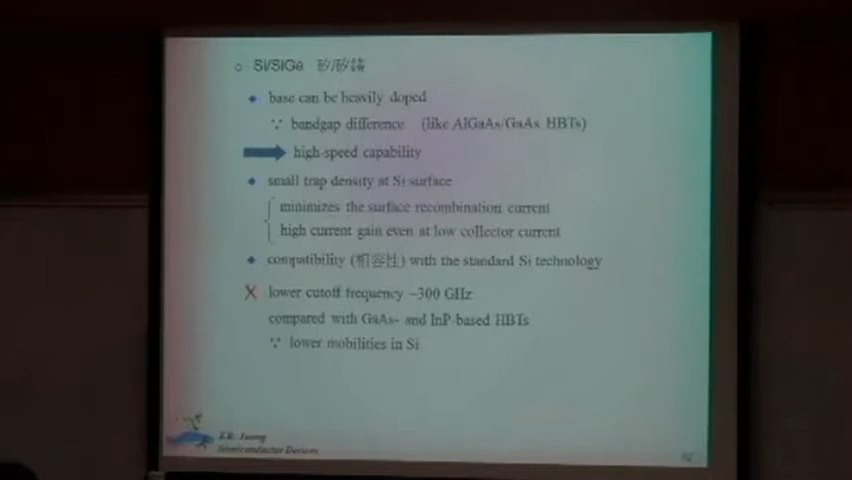 Si/SiGe 矽/矽鍺
base can be heavily doped
∵ bandgap difference (like AlGaAs/GaAs HBTs)
high-speed capability
small trap density at Si surface
minimizes the surface recombination current
high current gain even at low collector current
compatibility (相容性) with the standard Si technology
lower cutoff frequency ~300 GHz
compared with GaAs- and InP-based HBTs
∵ lower mobilities in Si
Semiconductor Devices